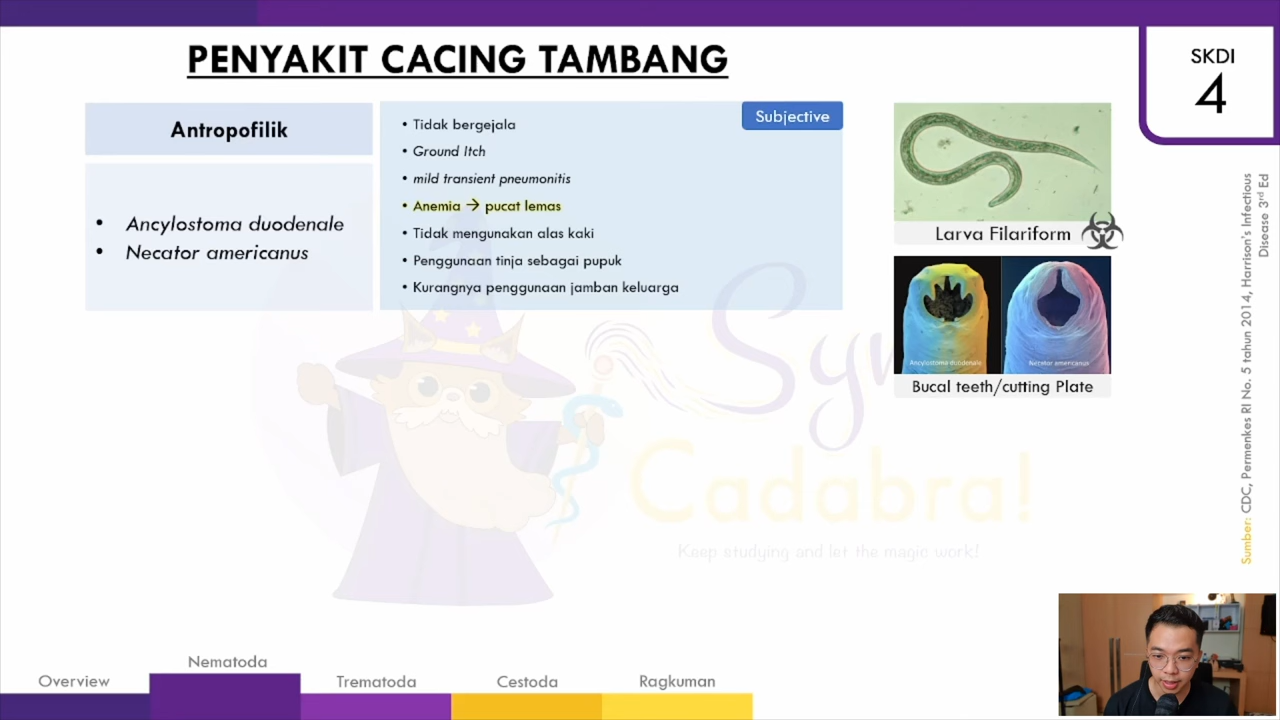 PENYAKIT CACING TAMBANG
SKDI
4
Antropofilik
• Ancylostoma duodenale
• Necator americanus
Subjective
• Tidak bergejala
• Ground Itch
• mild transient pneumonitis
• Anemia → pucat lemas
• Tidak mengunakan alas kaki
• Penggunaan tinja sebagai pupuk
• Kurangnya penggunaan jamban keluarga
Larva Filariform
Ancylostoma duodenale
Necator americanus
Bucal teeth/cutting Plate
Sumber: CDC, Permenkes RI No. 5 tahun 2014, Harrison's Infectious
Disease 3rd Ed
Cadabra!
Keep studying and let the magic work!
Overview
Nematoda
Trematoda
Cestoda
Ragkuman